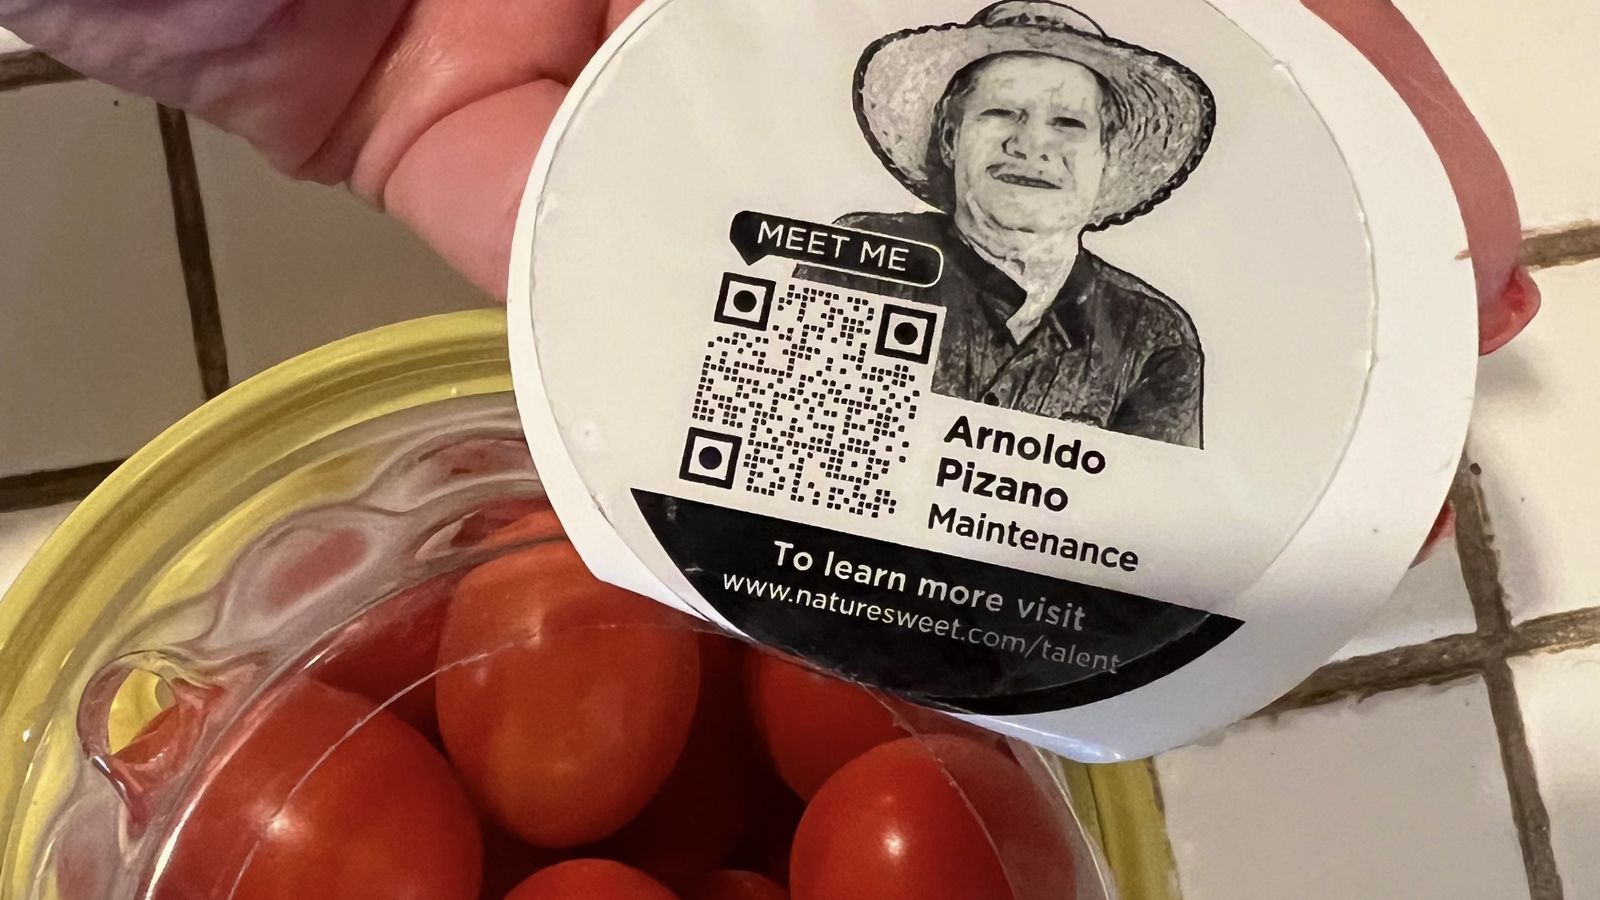 MEET ME
Arnoldo
Pizano
Maintenance
To learn more visit
www.naturesweet.com/talent